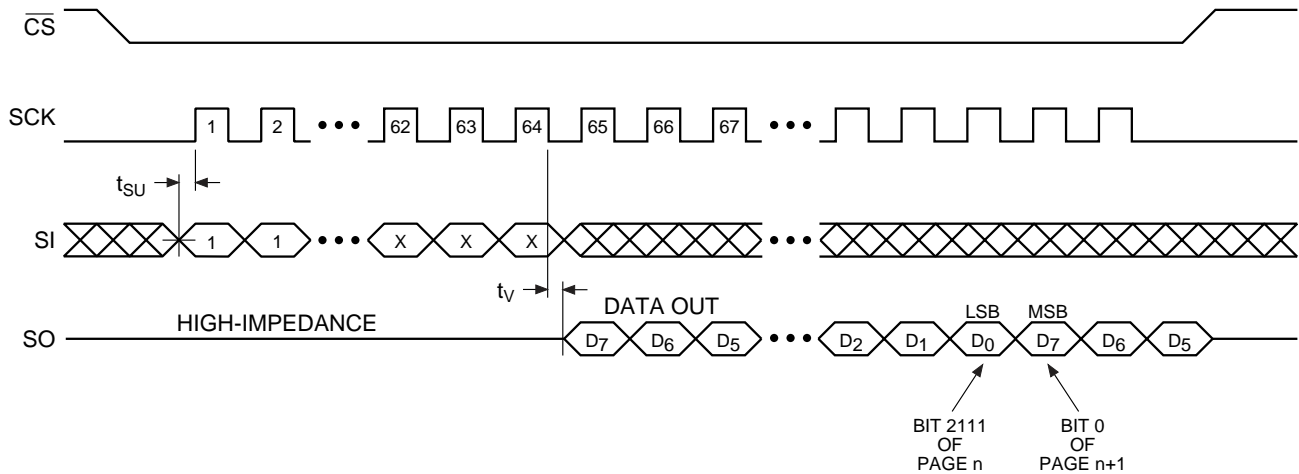 CS
SCK
1 2 ••• 62 63 64 65 66 67 •••
tSU
SI
1 1 ••• X X X •••
tV
DATA OUT
HIGH-IMPEDANCE
LSB MSB
SO
D7 D6 D5 ••• D2 D1 D0 D7 D6 D5
BIT 2111
OF
PAGE n
BIT 0
OF
PAGE n+1